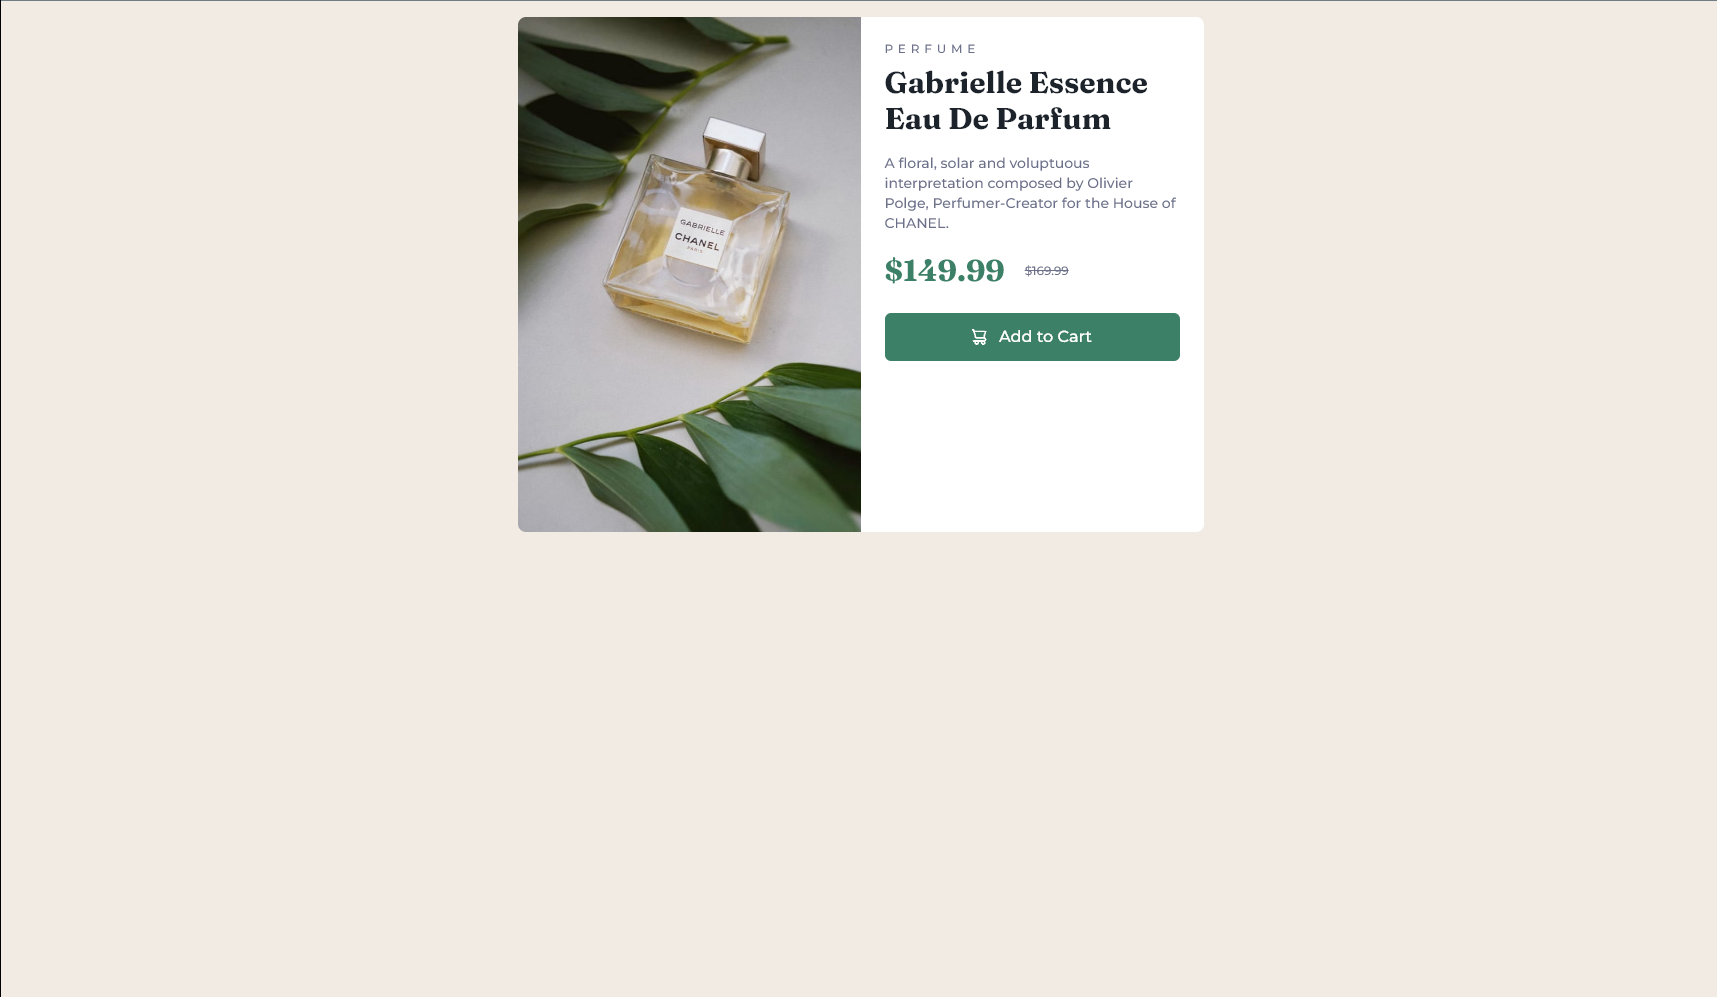 PERFUME
Gabrielle Essence
Eau De Parfum
A floral, solar and voluptuous
interpretation composed by Olivier
Polge, Perfumer-Creator for the House of
CHANEL.
$149.99 $169.99
Add to Cart
GABRIELLE
CHANEL
PARIS